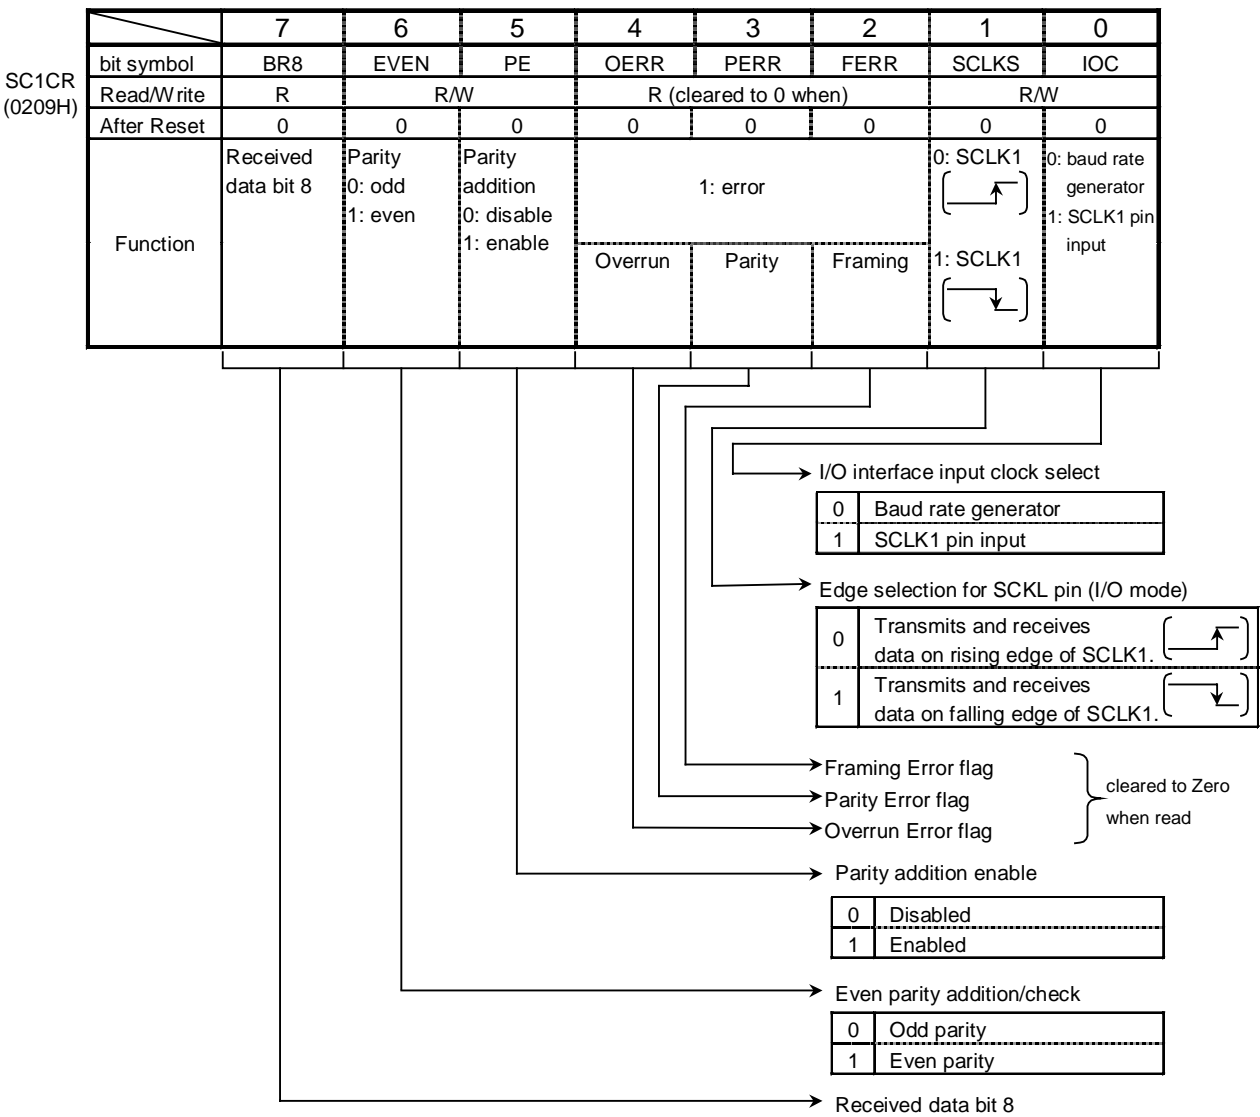 7 6 5 4 3 2 1 0
SC1CR
(0209H)
bit symbol BR8 EVEN PE OERR PERR FERR SCLKS IOC
Read/Write R R/W R (cleared to 0 when) R/W
After Reset 0 0 0 0 0 0 0 0
Function
Received
data bit 8
Parity
0: odd
1: even
Parity
addition
0: disable
1: enable
1: error
Overrun Parity Framing
0: SCLK1
1: SCLK1
0: baud rate
generator
1: SCLK1 pin
input
I/O interface input clock select
0 Baud rate generator
1 SCLK1 pin input
Edge selection for SCKL pin (I/O mode)
0 Transmits and receives
data on rising edge of SCLK1.
1 Transmits and receives
data on falling edge of SCLK1.
Framing Error flag
Parity Error flag
Overrun Error flag
cleared to Zero
when read
Parity addition enable
0 Disabled
1 Enabled
Even parity addition/check
0 Odd parity
1 Even parity
Received data bit 8